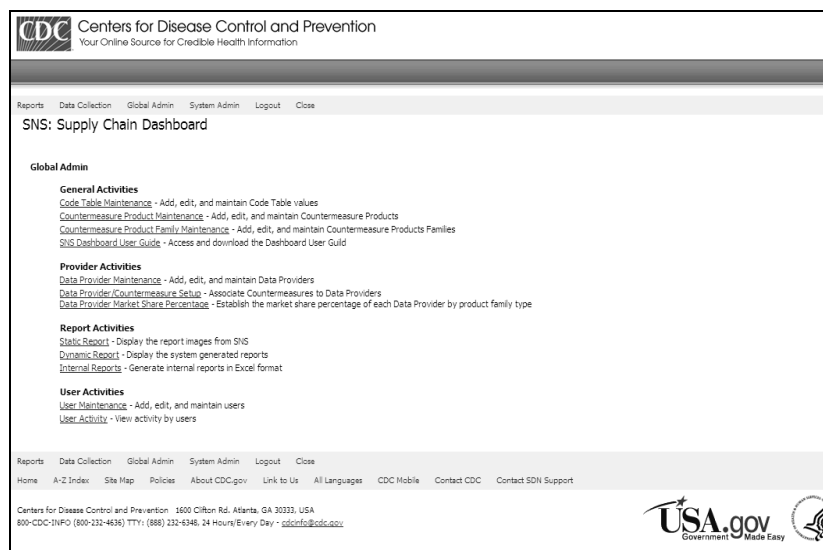 CDC Centers for Disease Control and Prevention
Your Online Source for Credible Health Information
Reports Data Collection Global Admin System Admin Logout Close
SNS: Supply Chain Dashboard
Global Admin
General Activities
Code Table Maintenance - Add, edit, and maintain Code Table values
Countermeasure Product Maintenance - Add, edit, and maintain Countermeasure Products
Countermeasure Product Family Maintenance - Add, edit, and maintain Countermeasure Products Families
SNS Dashboard User Guide - Access and download the Dashboard User Guild
Provider Activities
Data Provider Maintenance - Add, edit, and maintain Data Providers
Data Provider/Countermeasure Setup - Associate Countermeasures to Data Providers
Data Provider Market Share Percentage - Establish the market share percentage of each Data Provider by product family type
Report Activities
Static Report - Display the report images from SNS
Dynamic Report - Display the system generated reports
Internal Reports - Generate internal reports in Excel format
User Activities
User Maintenance - Add, edit, and maintain users
User Activity - View activity by users
Reports Data Collection Global Admin System Admin Logout Close
Home A-Z Index Site Map Policies About CDC.gov Link to Us All Languages CDC Mobile Contact CDC Contact SDN Support
Centers for Disease Control and Prevention 1600 Clifton Rd. Atlanta, GA 30333, USA
800-CDC-INFO (800-232-4636) TTY: (888) 232-6348, 24 Hours/Every Day - cdcinfo@cdc.gov
USA.gov
Government Made Easy